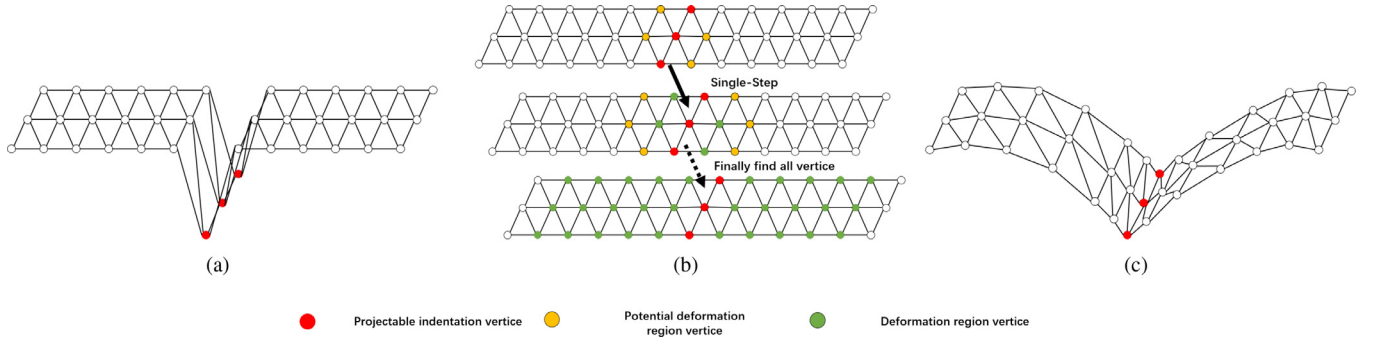 Single-Step
Finally find all vertice
(a)
(b)
(c)
Projectable indentation vertice
Potential deformation
region vertice
Deformation region vertice